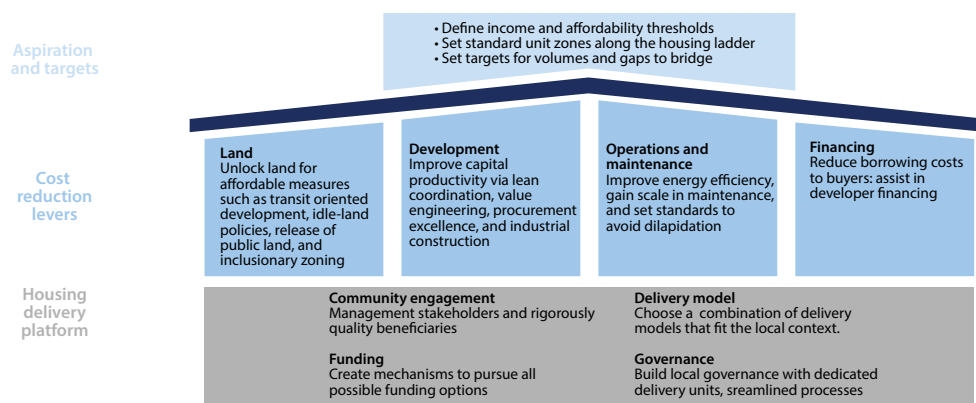 Aspiration
and targets
• Define income and affordability thresholds
• Set standard unit zones along the housing ladder
• Set targets for volumes and gaps to bridge
Cost
reduction
levers
Land
Unlock land for
affordable measures
such as transit oriented
development, idle-land
policies, release of
public land, and
inclusionary zoning
Development
Improve capital
productivity via lean
coordination, value
engineering, procurement
excellence, and industrial
construction
Operations and
maintenance
Improve energy efficiency,
gain scale in maintenance,
and set standards to
avoid dilapidation
Financing
Reduce borrowing costs
to buyers: assist in
developer financing
Housing
delivery
platform
Community engagement
Management stakeholders and rigorously
quality beneficiaries
Delivery model
Choose a combination of delivery
models that fit the local context.
Funding
Create mechanisms to pursue all
possible funding options
Governance
Build local governance with dedicated
delivery units, sreamlined processes